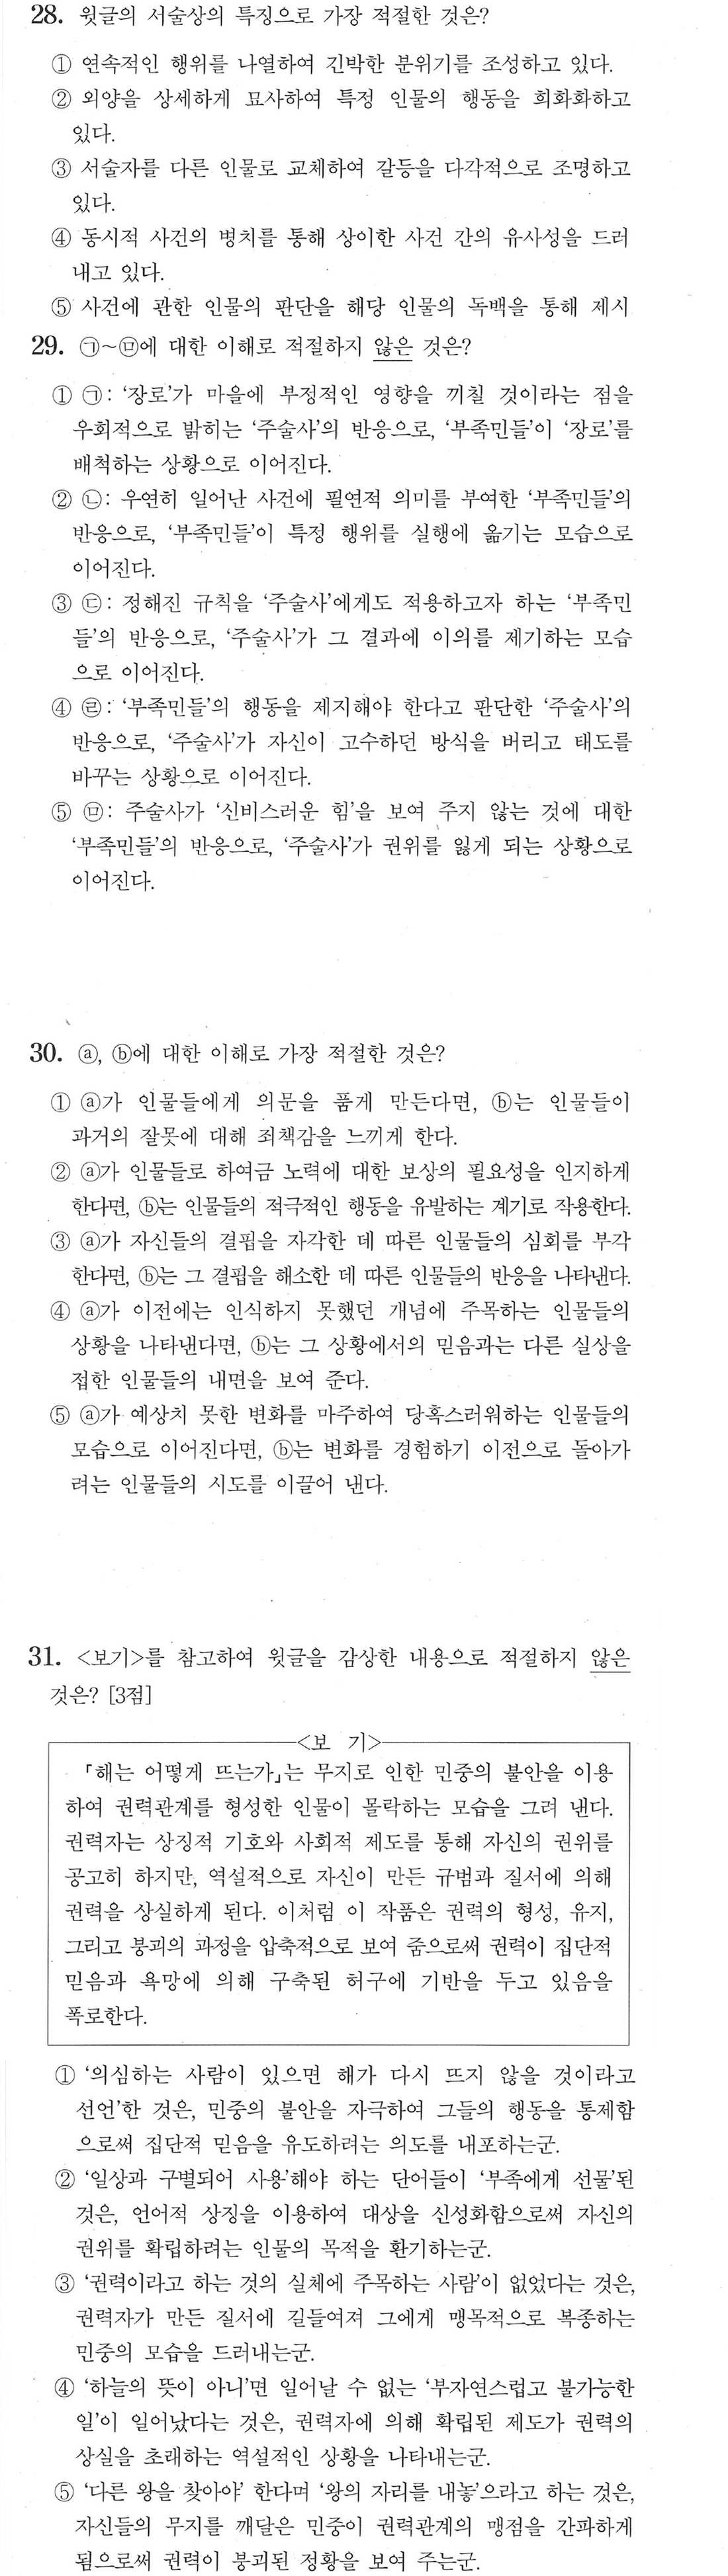 28. 윗글의 서술상의 특징으로 가장 적절한 것은?
① 연속적인 행위를 나열하여 긴박한 분위기를 조성하고 있다.
② 외양을 상세하게 묘사하여 특정 인물의 행동을 희화화하고
있다.
③ 서술자를 다른 인물로 교체하여 갈등을 다각적으로 조명하고
있다.
④ 동시적 사건의 병치를 통해 상이한 사건 간의 유사성을 드러
내고 있다.
⑤ 사건에 관한 인물의 판단을 해당 인물의 독백을 통해 제시
29. ㉠~㉤에 대한 이해로 적절하지 않은 것은?
① ㉠: ‘장로’가 마을에 부정적인 영향을 끼칠 것이라는 점을
우회적으로 밝히는 ‘주술사’의 반응으로, ‘부족민들’이 ‘장로’를
배척하는 상황으로 이어진다.
② ㉡: 우연히 일어난 사건에 필연적 의미를 부여한 ‘부족민들’의
반응으로, ‘부족민들’이 특정 행위를 실행에 옮기는 모습으로
이어진다.
③ ㉢: 정해진 규칙을 ‘주술사’에게도 적용하고자 하는 ‘부족민
들’의 반응으로, ‘주술사’가 그 결과에 이의를 제기하는 모습
으로 이어진다.
④ ㉣: ‘부족민들’의 행동을 제지해야 한다고 판단한 ‘주술사’의
반응으로, ‘주술사’가 자신이 고수하던 방식을 버리고 태도를
바꾸는 상황으로 이어진다.
⑤ ㉤: 주술사가 ‘신비스러운 힘’을 보여 주지 않는 것에 대한
‘부족민들’의 반응으로, ‘주술사’가 권위를 잃게 되는 상황으로
이어진다.
30. ⓐ, ⓑ에 대한 이해로 가장 적절한 것은?
① ⓐ가 인물들에게 의문을 품게 만든다면, ⓑ는 인물들이
과거의 잘못에 대해 죄책감을 느끼게 한다.
② ⓐ가 인물들로 하여금 노력에 대한 보상의 필요성을 인지하게
한다면, ⓑ는 인물들의 적극적인 행동을 유발하는 계기로 작용한다.
③ ⓐ가 자신들의 결핍을 자각한 데 따른 인물들의 심회를 부각
한다면, ⓑ는 그 결핍을 해소한 데 따른 인물들의 반응을 나타낸다.
④ ⓐ가 이전에는 인식하지 못했던 개념에 주목하는 인물들의
상황을 나타낸다면, ⓑ는 그 상황에서의 믿음과는 다른 실상을
접한 인물들의 내면을 보여 준다.
⑤ ⓐ가 예상치 못한 변화를 마주하여 당혹스러워하는 인물들의
모습으로 이어진다면, ⓑ는 변화를 경험하기 이전으로 돌아가
려는 인물들의 시도를 이끌어 낸다.
31. <보기>를 참고하여 윗글을 감상한 내용으로 적절하지 않은
것은? [3점]
<보 기>
「해는 어떻게 뜨는가」는 무지로 인한 민중의 불안을 이용
하여 권력관계를 형성한 인물이 몰락하는 모습을 그려 낸다.
권력자는 상징적 기호와 사회적 제도를 통해 자신의 권위를
공고히 하지만, 역설적으로 자신이 만든 규범과 질서에 의해
권력을 상실하게 된다. 이처럼 이 작품은 권력의 형성, 유지,
그리고 붕괴의 과정을 압축적으로 보여 줌으로써 권력이 집단적
믿음과 욕망에 의해 구축된 허구에 기반을 두고 있음을
폭로한다.
① ‘의심하는 사람이 있으면 해가 다시 뜨지 않을 것이라고
선언’한 것은, 민중의 불안을 자극하여 그들의 행동을 통제함
으로써 집단적 믿음을 유도하려는 의도를 내포하는군.
② ‘일상과 구별되어 사용’해야 하는 단어들이 ‘부족에게 선물’된
것은, 언어적 상징을 이용하여 대상을 신성화함으로써 자신의
권위를 확립하려는 인물의 목적을 환기하는군.
③ ‘권력이라고 하는 것의 실체에 주목하는 사람’이 없었다는 것은,
권력자가 만든 질서에 길들여져 그에게 맹목적으로 복종하는
민중의 모습을 드러내는군.
④ ‘하늘의 뜻이 아니’면 일어날 수 없는 ‘부자연스럽고 불가능한
일’이 일어났다는 것은, 권력자에 의해 확립된 제도가 권력의
상실을 초래하는 역설적인 상황을 나타내는군.
⑤ ‘다른 왕을 찾아야’ 한다며 ‘왕의 자리를 내놓’으라고 하는 것은,
자신들의 무지를 깨달은 민중이 권력관계의 맹점을 간파하게
됨으로써 권력이 붕괴된 정황을 보여 주는군.